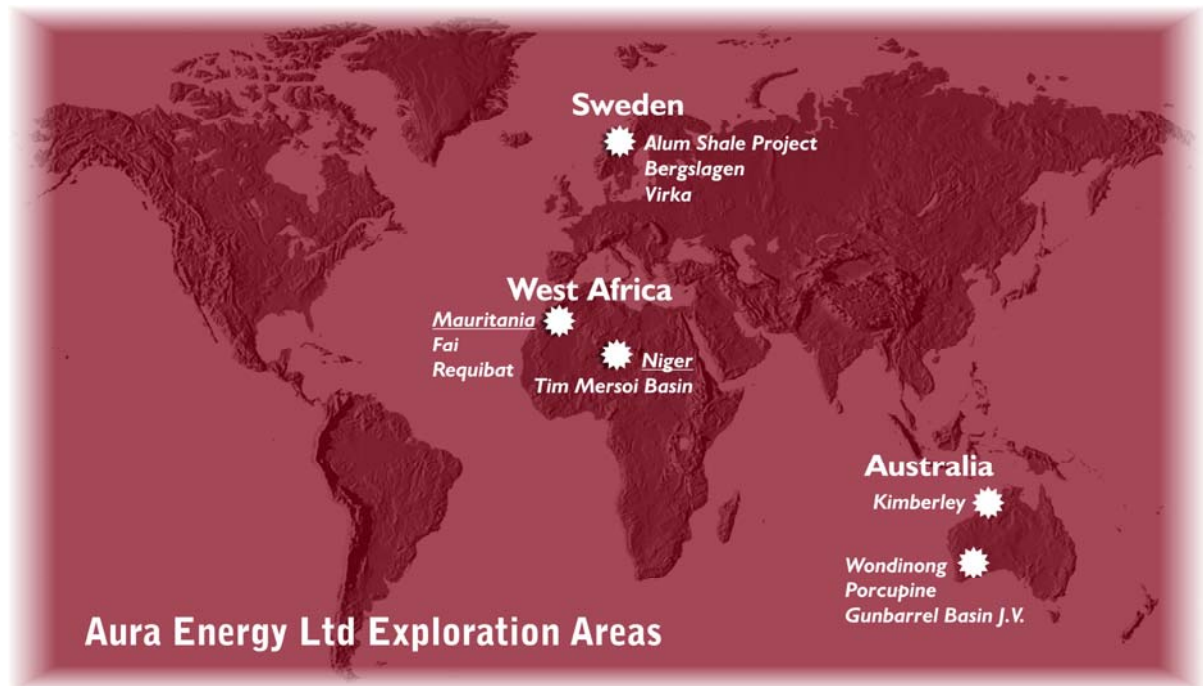 Sweden
Alum Shale Project
Bergslagen
Virka
West Africa
Mauritania
Fai
Requibat
Niger
Tim Mersoi Basin
Australia
Kimberley
Wondinong
Porcupine
Gunbarrel Basin J.V.
Aura Energy Ltd Exploration Areas